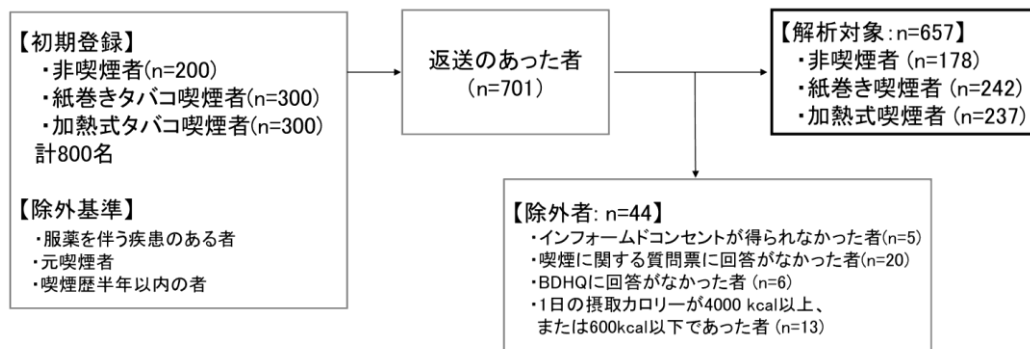 【初期登録】
・非喫煙者(n=200)
・紙巻きタバコ喫煙者(n=300)
・加熱式タバコ喫煙者(n=300)
計800名
【除外基準】
・服薬を伴う疾患のある者
・元喫煙者
・喫煙歴半年以内の者
返送のあった者
(n=701)
【解析対象:n=657】
・非喫煙者 (n=178)
・紙巻き喫煙者 (n=242)
・加熱式喫煙者 (n=237)
【除外者: n=44】
・インフォームドコンセントが得られなかった者(n=5)
・喫煙に関する質問票に回答がなかった者(n=20)
・BDHQに回答がなかった者 (n=6)
・1日の摂取カロリーが4000 kcal以上、
または600kcal以下であった者 (n=13)